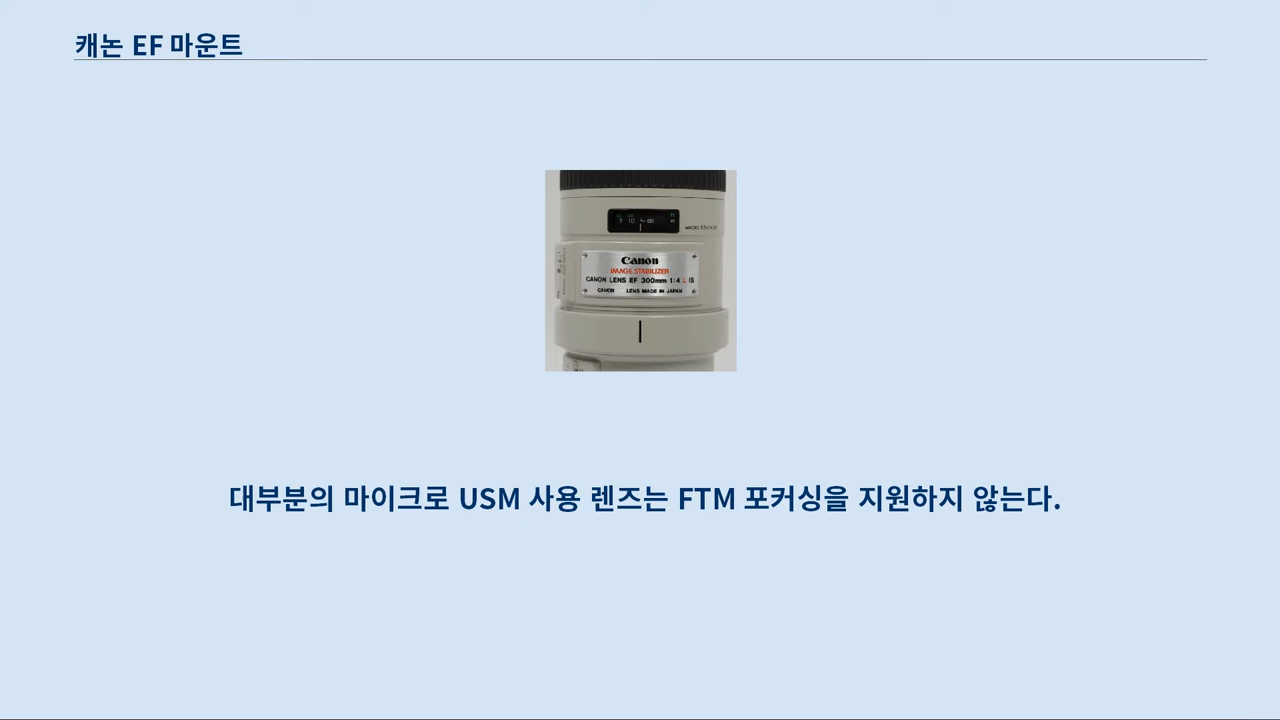 캐논 EF 마운트
Canon
IMAGE STABILIZER
CANON LENS EF 300mm 1:4 L IS
CANON LENS MADE IN JAPAN
대부분의 마이크로 USM 사용 렌즈는 FTM 포커싱을 지원하지 않는다.